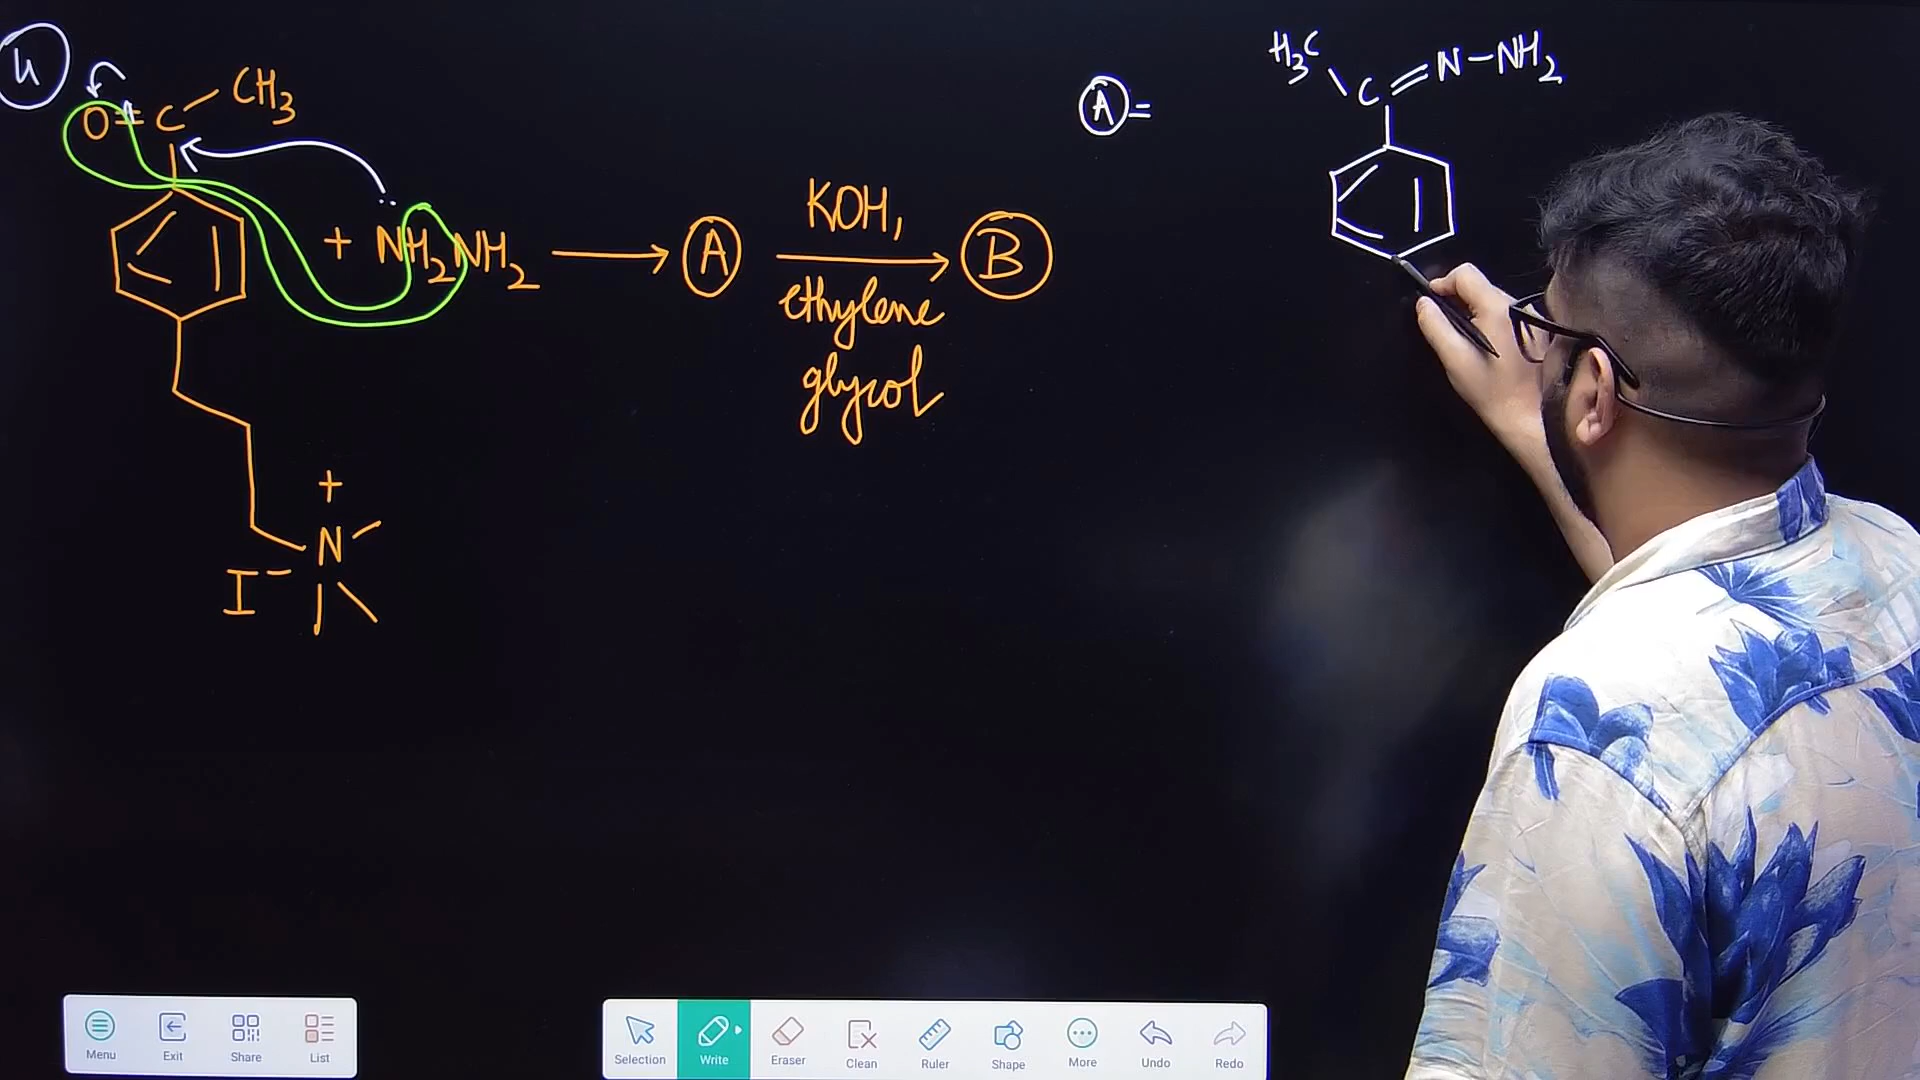 4
O=C-CH3
+ NH2NH2 → A
KOH,
ethylene
glycol
→ B
+
N
I-
A =
H3C
C=N-NH2
Menu
Exit
Share
List
Selection
Write
Eraser
Clean
Ruler
Shape
More
Undo
Redo